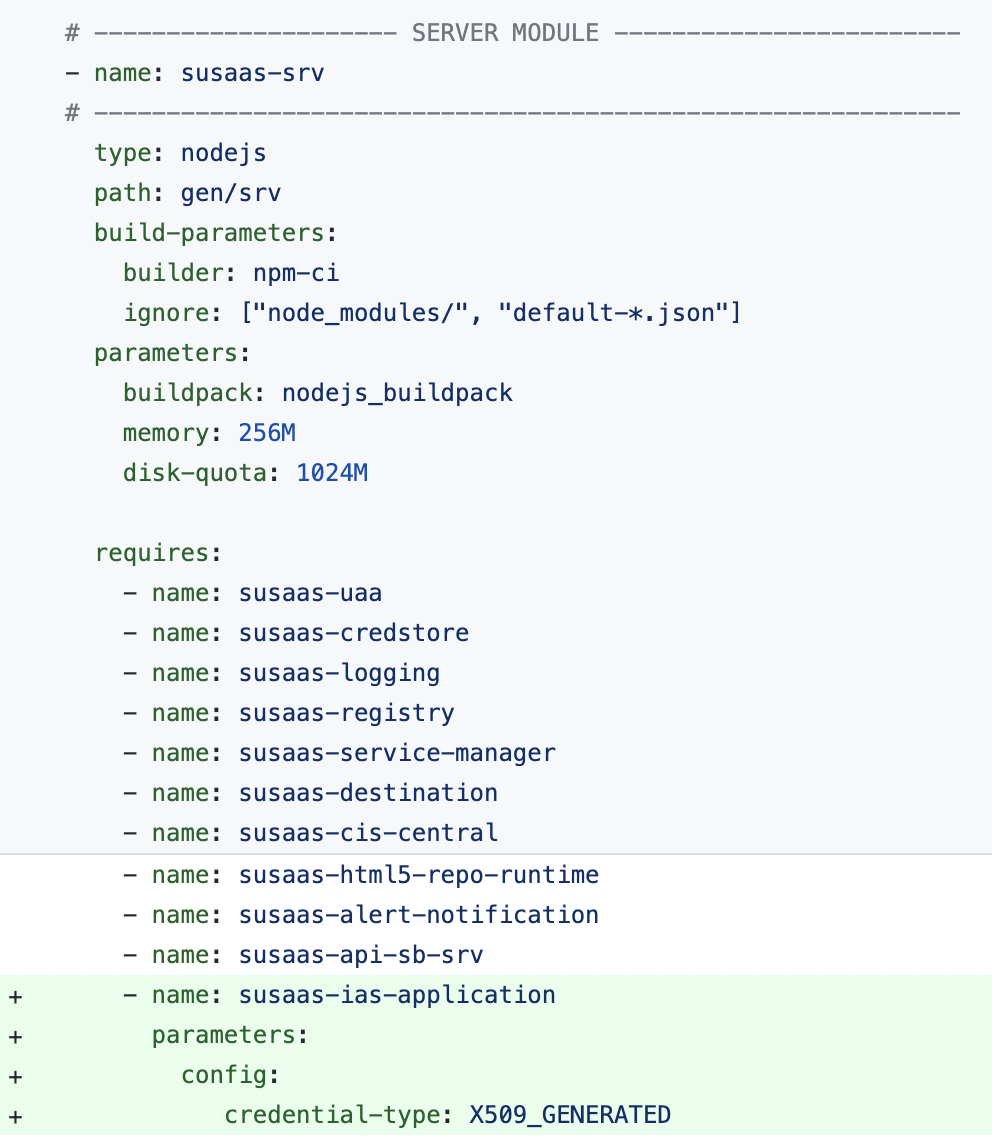 # --------------------- SERVER MODULE ------------------------
- name: susaas-srv
# ------------------------------------------------------------
type: nodejs
path: gen/srv
build-parameters:
builder: npm-ci
ignore: ["node_modules/", "default-*.json"]
parameters:
buildpack: nodejs_buildpack
memory: 256M
disk-quota: 1024M
requires:
- name: susaas-uaa
- name: susaas-credstore
- name: susaas-logging
- name: susaas-registry
- name: susaas-service-manager
- name: susaas-destination
- name: susaas-cis-central
- name: susaas-html5-repo-runtime
- name: susaas-alert-notification
- name: susaas-api-sb-srv
+ - name: susaas-ias-application
+ parameters:
+ config:
+ credential-type: X509_GENERATED